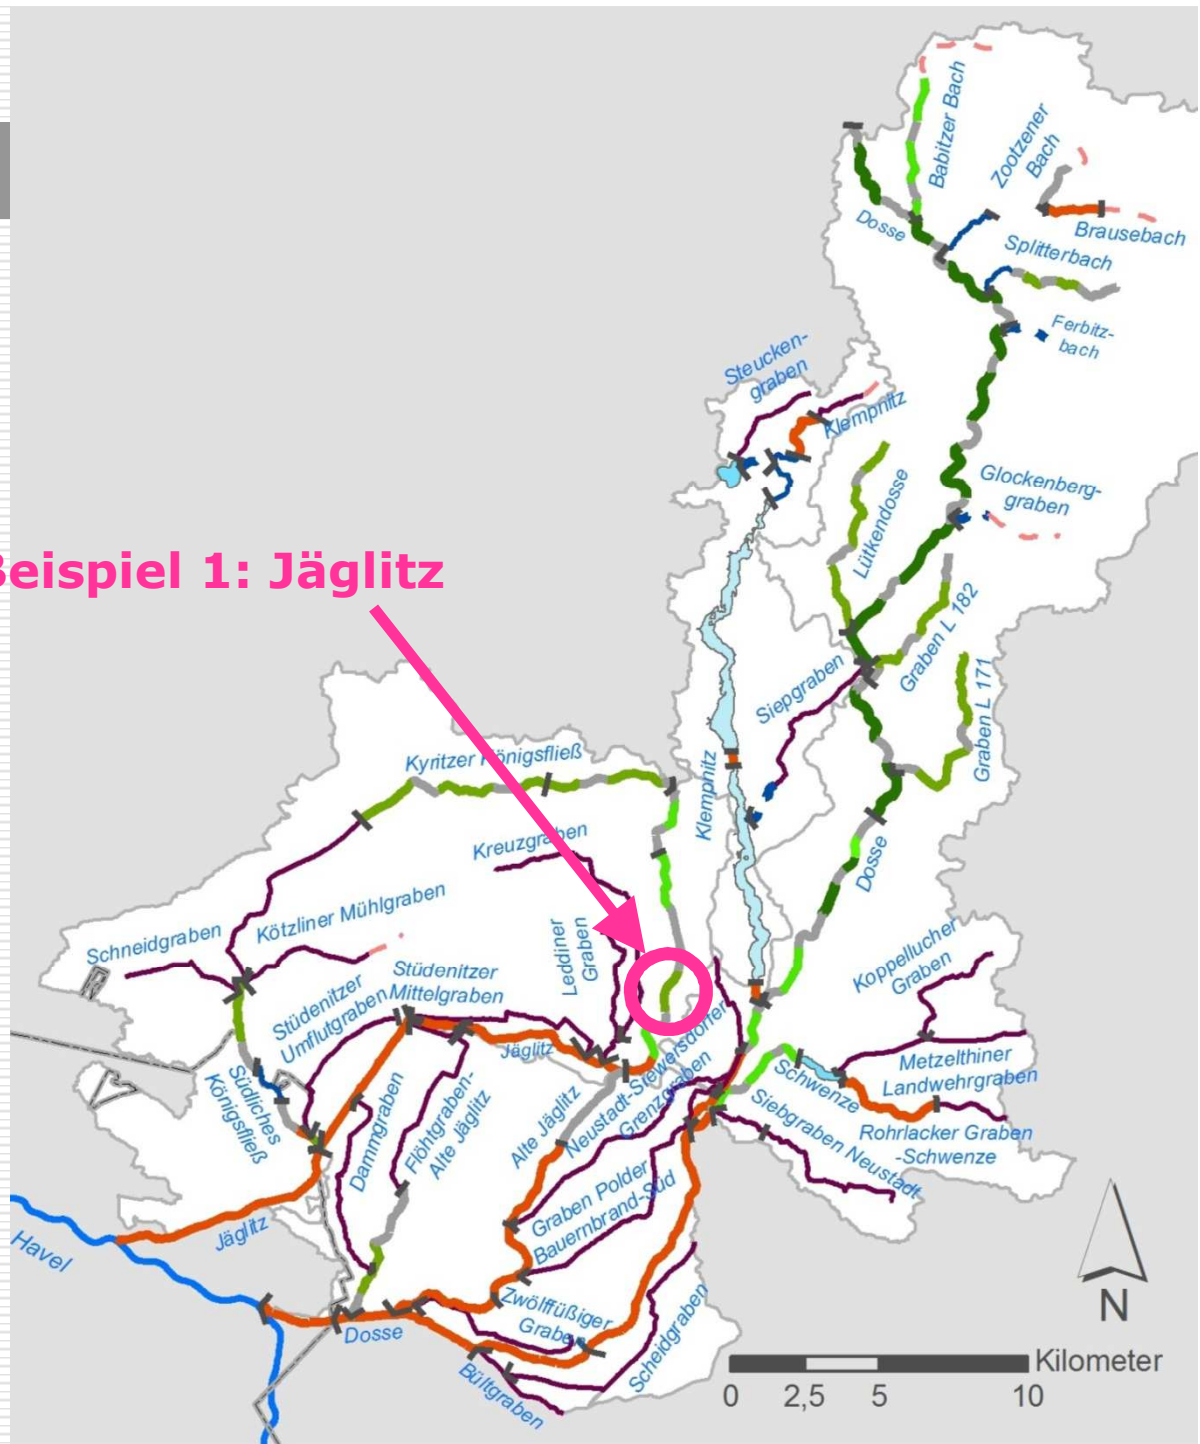 Babitzer Bach
Zootzener
Bach
Dosse
Brausebach
Splitterbach
Ferbitz-
bach
Steucken-
graben
Klempnitz
Glockenberg-
graben
Lütkendosse
eispiel 1: Jäglitz
Graben L 182
Siepgraben
Graben L 171
Kyritzer Königsfließ
Klempnitz
Kreuzgraben
Dosse
Kötzliner Mühlgraben
Schneidgraben
Leddiner
Graben
Koppellucher
Graben
Stüdenitzer
Mittelgraben
Stüdenitzer
Umflutgraben
Jäglitz
Neustadt-Siewersdorfer
Grenzgraben
Schwenze
Metzelthiner
Landwehrgraben
Südliches
Königsfließ
Dammgraben
Flöhtgraben-
Alte Jäglitz
Alte Jäglitz
Siebgraben Neustadt
Rohrlacker Graben
-Schwenze
Graben Polder
Bauernbrand-Süd
Jäglitz
Havel
Zwölffüßiger
Graben
Scheidgraben
Dosse
Bültgraben
N
Kilometer
0 2,5 5 10